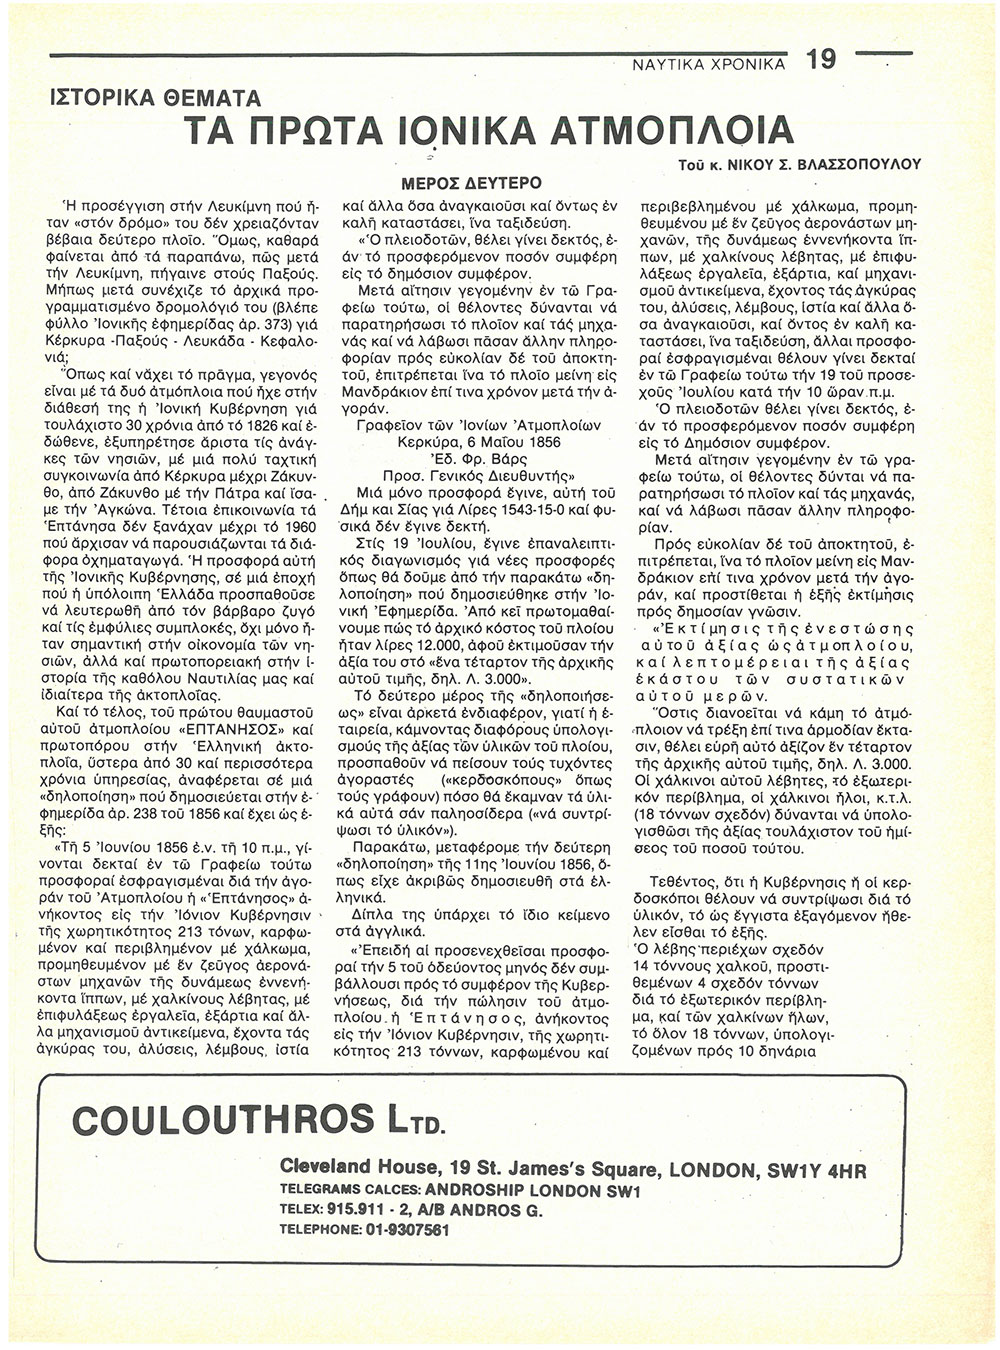 ΝΑΥΤΙΚΑ ΧΡΟΝΙΚΑ 19
ΙΣΤΟΡΙΚΑ ΘΕΜΑΤΑ
ΤΑ ΠΡΩΤΑ ΙΟΝΙΚΑ ΑΤΜΟΠΛΟΙΑ
Τοῦ κ. ΝΙΚΟΥ Σ. ΒΛΑΣΣΟΠΟΥΛΟΥ
ΜΕΡΟΣ ΔΕΥΤΕΡΟ
Ἡ προσέγγιση στήν Λευκίμνη πού ἦ-
ταν «στόν δρόμο» του δέν χρειαζόνταν
βέβαια δεύτερο πλοῖο. Ὅμως, καθαρά
φαίνεται ἀπό τά παραπάνω, πῶς μετά
τήν Λευκίμνη, πήγαινε στούς Παξούς.
Μήπως μετά συνέχιζε τό ἀρχικά προ-
γραμματισμένο δρομολόγιό του (βλέπε
φύλλο Ἰονικῆς ἐφημερίδας ἀρ. 373) γιά
Κέρκυρα -Παξούς - Λευκάδα - Κεφαλο-
νιά;
Ὅπως καί νἄχει τό πρᾶγμα, γεγονός
εἶναι μέ τά δυό ἀτμόπλοια πού ἦχε στήν
διάθεσή της ἡ Ἰονική Κυβέρνηση γιά
τουλάχιστο 30 χρόνια ἀπό τό 1826 καί ἐ-
δώθενε, ἐξυπηρέτησε ἄριστα τίς ἀνάγ-
κες τῶν νησιῶν, μέ μιά πολύ ταχτική
συγκοινωνία ἀπό Κέρκυρα μέχρι Ζάκυν-
θο, ἀπό Ζάκυνθο μέ τήν Πάτρα καί ἴσα-
με τήν Ἀγκώνα. Τέτοια ἐπικοινωνία τά
Ἑπτάνησα δέν ξανάχαν μέχρι τό 1960
πού ἄρχισαν νά παρουσιάζωνται τά διά-
φορα ὀχηματαγωγά. Ἡ προσφορά αὐτή
τῆς Ἰονικῆς Κυβέρνησης, σέ μιά ἐποχή
πού ἡ ὑπόλοιπη Ἑλλάδα προσπαθοῦσε
νά λευτερωθῆ ἀπό τόν βάρβαρο ζυγό
καί τίς ἐμφύλιες συμπλοκές, ὄχι μόνο ἤ-
ταν σημαντική στήν οἰκονομία τῶν νη-
σιῶν, ἀλλά καί πρωτοπορειακή στήν ἱ-
στορία τῆς καθόλου Ναυτιλίας μας καί
ἰδιαίτερα τῆς ἀκτοπλοΐας.
Καί τό τέλος, τοῦ πρώτου θαυμαστοῦ
αὐτοῦ ἀτμοπλοίου «ΕΠΤΑΝΗΣΟΣ» καί
πρωτοπόρου στήν Ἑλληνική ἀκτο-
πλοΐα, ὕστερα ἀπό 30 καί περισσότερα
χρόνια ὑπηρεσίας, ἀναφέρεται σέ μιά
«δηλοποίηση» πού δημοσιεύεται στήν ἐ-
φημερίδα ἀρ. 238 τοῦ 1856 καί ἔχει ὡς ἑ-
ξῆς:
«Τῆ 5 Ἰουνίου 1856 ἐ.ν. τῆ 10 π.μ., γί-
νονται δεκταί ἐν τῶ Γραφείω τούτω
προσφοραί ἐσφραγισμέναι διά τήν ἀγο-
ράν τοῦ Ἀτμοπλοίου ἡ «Ἑπτάνησος» ἀ-
νήκοντος εἰς τήν Ἰόνιον Κυβέρνησιν
τῆς χωρητικότητος 213 τόνων, καρφω-
μένον καί περιβλημένον μέ χάλκωμα,
προμηθευμένον μέ ἕν ζεῦγος ἀερονά-
στων μηχανῶν τῆς δυνάμεως ἐννενή-
κοντα ἵππων, μέ χαλκίνους λέβητας, μέ
ἐπιφυλάξεως ἐργαλεῖα, ἐξάρτια καί ἄλ-
λα μηχανισμοῦ ἀντικείμενα, ἔχοντα τάς
ἀγκύρας του, ἁλύσεις, λέμβους, ἱστία
καί ἄλλα ὅσα ἀναγκαιοῦσι καί ὄντως ἐν
καλῆ καταστάσει, ἵνα ταξιδεύση.
«Ὁ πλειοδοτῶν, θέλει γίνει δεκτός, ἐ-
άν τό προσφερόμενον ποσόν συμφέρη
εἰς τό δημόσιον συμφέρον.
Μετά αἴτησιν γεγομένην ἐν τῶ Γρα-
φείω τούτω, οἱ θέλοντες δύνανται νά
παρατηρήσωσι τό πλοῖον καί τάς μηχα-
νάς καί νά λάβωσι πᾶσαν ἄλλην πληρο-
φορίαν πρός εὐκολίαν δέ τοῦ ἀποκτη-
τοῦ, ἐπιτρέπεται ἵνα τό πλοῖο μείνη εἰς
Μανδράκιον ἐπί τινα χρόνον μετά τήν ἀ-
γοράν.
Γραφεῖον τῶν Ἰονίων Ἀτμοπλοίων
Κερκύρα, 6 Μαΐου 1856
Ἐδ. Φρ. Βάρς
Προσ. Γενικός Διευθυντής»
Μιά μόνο προσφορά ἔγινε, αὐτή τοῦ
Δήμ καί Σίας γιά Λίρες 1543-15-0 καί φυ-
σικά δέν ἔγινε δεκτή.
Στίς 19 Ἰουλίου, ἔγινε ἐπαναλειπτι-
κός διαγωνισμός γιά νέες προσφορές
ὅπως θά δοῦμε ἀπό τήν παρακάτω «δη-
λοποίηση» πού δημοσιεύθηκε στήν Ἰο-
νική Ἐφημερίδα. Ἀπό κεῖ πρωτομαθαί-
νουμε πώς τό ἀρχικό κόστος τοῦ πλοίου
ἦταν λίρες 12.000, ἀφοῦ ἐκτιμοῦσαν τήν
ἀξία του στό «ἕνα τέταρτον τῆς ἀρχικῆς
αὐτοῦ τιμῆς, δηλ. Λ. 3.000».
Τό δεύτερο μέρος τῆς «δηλοποιήσε-
ως» εἶναι ἀρκετά ἐνδιαφέρον, γιατί ἡ ἑ-
ταιρεία, κάμνοντας διαφόρους ὑπολογι-
σμούς τῆς ἀξίας τῶν ὑλικῶν τοῦ πλοίου,
προσπαθοῦν νά πείσουν τούς τυχόντες
ἀγοραστές («κερδοσκόπους» ὅπως
τούς γράφουν) πόσο θά ἔκαμναν τά ὑλι-
κά αὐτά σάν παληοσίδερα («νά συντρί-
ψωσι τό ὑλικόν»).
Παρακάτω, μεταφέρομε τήν δεύτερη
«δηλοποίηση» τῆς 11ης Ἰουνίου 1856, ὅ-
πως εἶχε ἀκριβῶς δημοσιευθῆ στά ἑλ-
ληνικά.
Δίπλα της ὑπάρχει τό ἴδιο κείμενο
στά ἀγγλικά.
«Ἐπειδή αἱ προσενεχθεῖσαι προσφο-
ραί τήν 5 τοῦ ὁδεύοντος μηνός δέν συμ-
βάλλουσι πρός τό συμφέρον τῆς Κυβερ-
νήσεως, διά τήν πώλησιν τοῦ ἀτμο-
πλοίου ἡ Ἑπτάνησος, ἀνήκοντος
εἰς τήν Ἰόνιον Κυβέρνησιν, τῆς χωρητι-
κότητος 213 τόννων, καρφωμένου καί
περιβεβλημένου μέ χάλκωμα, προμη-
θευμένου μέ ἕν ζεῦγος ἀερονάστων μη-
χανῶν, τῆς δυνάμεως ἐννενήκοντα ἵπ-
πων, μέ χαλκίνους λέβητας, μέ ἐπιφυ-
λάξεως ἐργαλεῖα, ἐξάρτια, καί μηχανι-
σμοῦ ἀντικείμενα, ἔχοντος τάς ἀγκύρας
του, ἁλύσεις, λέμβους, ἱστία καί ἄλλα ὅ-
σα ἀναγκαιοῦσι, καί ὄντος ἐν καλῆ κα-
ταστάσει, ἵνα ταξιδεύση, ἄλλαι προσφο-
ραί ἐσφραγισμέναι θέλουν γίνει δεκταί
ἐν τῶ Γραφείω τούτω τήν 19 τοῦ προσε-
χοῦς Ἰουλίου κατά τήν 10 ὥραν π.μ.
Ὁ πλειοδοτῶν θέλει γίνει δεκτός, ἐ-
άν τό προσφερόμενον ποσόν συμφέρη
εἰς τό Δημόσιον συμφέρον.
Μετά αἴτησιν γεγομένην ἐν τῶ γρα-
φείω τούτω, οἱ θέλοντες δύνται νά πα-
ρατηρήσωσι τό πλοῖον καί τάς μηχανάς,
καί νά λάβωσι πᾶσαν ἄλλην πληροφο-
ρίαν.
Πρός εὐκολίαν δέ τοῦ ἀποκτητοῦ, ἐ-
πιτρέπεται, ἵνα τό πλοῖον μείνη εἰς Μαν-
δράκιον ἐπί τινα χρόνον μετά τήν ἀγο-
ράν, καί προστίθεται ἡ ἑξῆς ἐκτίμησις
πρός δημοσίαν γνῶσιν.
«Ἐκτίμησις τῆς ἐνεστώσης
αὐτοῦ ἀξίας ὡς ἀτμοπλοίου,
καί λεπτομέρειαι τῆς ἀξίας
ἑκάστου τῶν συστατικῶν
αὐτοῦ μερῶν.
Ὅστις διανοεῖται νά κάμη τό ἀτμό-
πλοιον νά τρέξη ἐπί τινα ἁρμοδίαν ἔκτα-
σιν, θέλει εὑρῆ αὐτό ἀξίζον ἕν τέταρτον
τῆς ἀρχικῆς αὐτοῦ τιμῆς, δηλ. Λ. 3.000.
Οἱ χάλκινοι αὐτοῦ λέβητες, τό ἐξωτερι-
κόν περίβλημα, οἱ χάλκινοι ἧλοι, κ.τ.λ.
(18 τόννων σχεδόν) δύνανται νά ὑπολο-
γισθῶσι τῆς ἀξίας τουλάχιστον τοῦ ἡμί-
σεος τοῦ ποσοῦ τούτου.
Τεθέντος, ὅτι ἡ Κυβέρνησις ἤ οἱ κερ-
δοσκόποι θέλουν νά συντρίψωσι διά τό
ὑλικόν, τό ὡς ἔγγιστα ἐξαγόμενον ἤθε-
λεν εἶσθαι τό ἑξῆς.
Ὁ λέβης περιέχων σχεδόν
14 τόννους χαλκοῦ, προστι-
θεμένων 4 σχεδόν τόννων
διά τό ἐξωτερικόν περίβλη-
μα, καί τῶν χαλκίνων ἥλων,
τό ὅλον 18 τόννων, ὑπολογι-
ζομένων πρός 10 δηνάρια
COULOUTHROS LTD.
Cleveland House, 19 St. James's Square, LONDON, SW1Y 4HR
TELEGRAMS CALCES: ANDROSHIP LONDON SW1
TELEX: 915.911 - 2, A/B ANDROS G.
TELEPHONE: 01-9307561